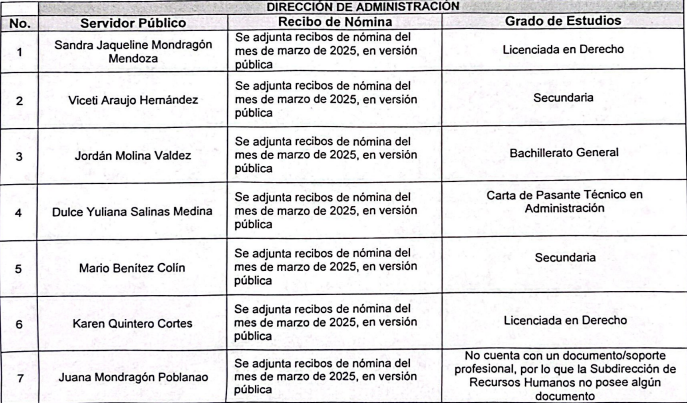 DIRECCIÓN DE ADMINISTRACIÓN
No. Servidor Público Recibo de Nómina Grado de Estudios
1 Sandra Jaqueline Mondragón Mendoza Se adjunta recibos de nómina del mes de marzo de 2025, en versión pública Licenciada en Derecho
2 Viceti Araujo Hernández Se adjunta recibos de nómina del mes de marzo de 2025, en versión pública Secundaria
3 Jordán Molina Valdez Se adjunta recibos de nómina del mes de marzo de 2025, en versión pública Bachillerato General
4 Dulce Yuliana Salinas Medina Se adjunta recibos de nómina del mes de marzo de 2025, en versión pública Carta de Pasante Técnico en Administración
5 Mario Benítez Colín Se adjunta recibos de nómina del mes de marzo de 2025, en versión pública Secundaria
6 Karen Quintero Cortes Se adjunta recibos de nómina del mes de marzo de 2025, en versión pública Licenciada en Derecho
7 Juana Mondragón Poblanao Se adjunta recibos de nómina del mes de marzo de 2025, en versión pública No cuenta con un documento/soporte profesional, por lo que la Subdirección de Recursos Humanos no posee algún documento